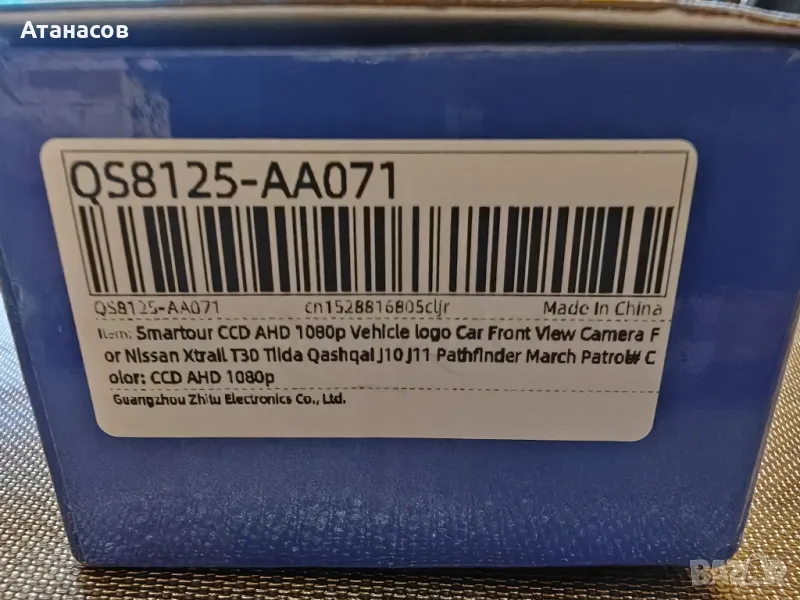 Атанасов
QS8125-AA071
QS8125-AA071 cn1528816805cljr Made In China
Item: Smartour CCD AHD 1080p Vehicle logo Car Front View Camera F
or Nissan Xtrail T30 Tiida Qashqai J10 J11 Pathfinder March Patrol# C
olor: CCD AHD 1080p
Guangzhou Zhitu Electronics Co., Ltd.
BAZAR